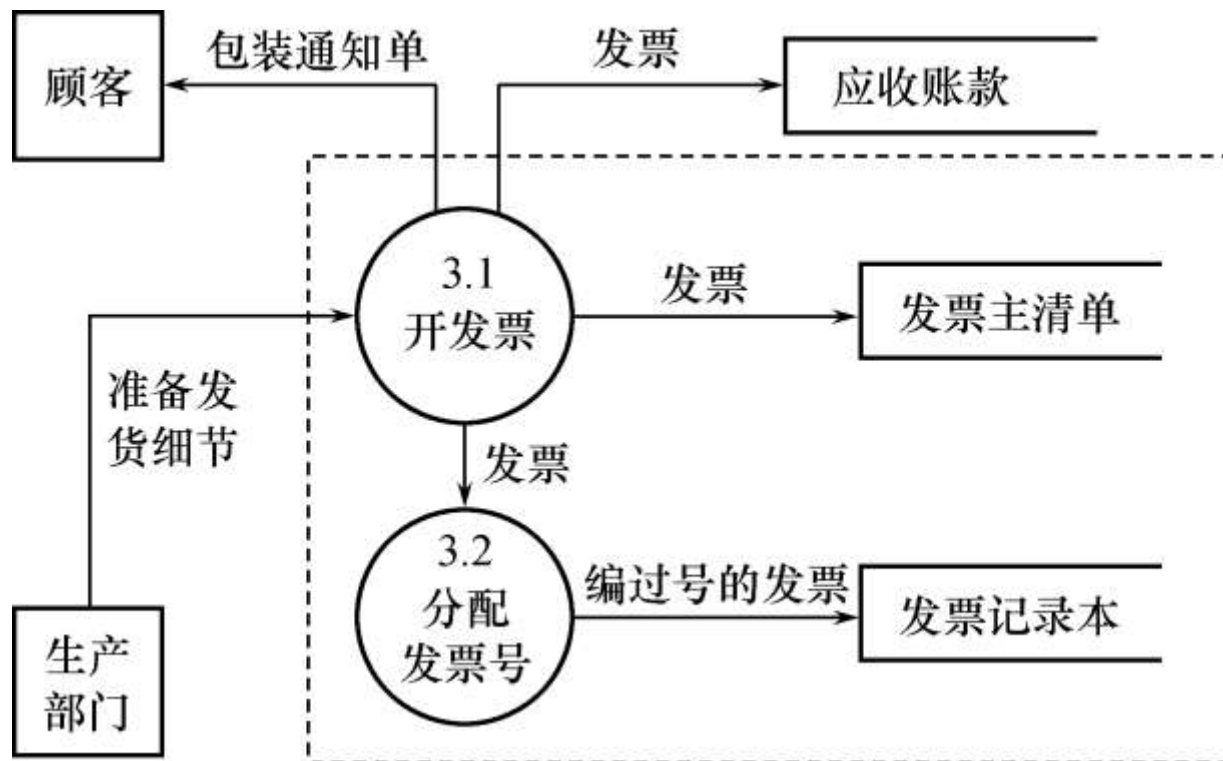 包装通知单
发票
顾客
应收账款
3.1
开发票
发票
发票主清单
准备发
货细节
发票
3.2
分配
发票号
编过号的发票
发票记录本
生产
部门